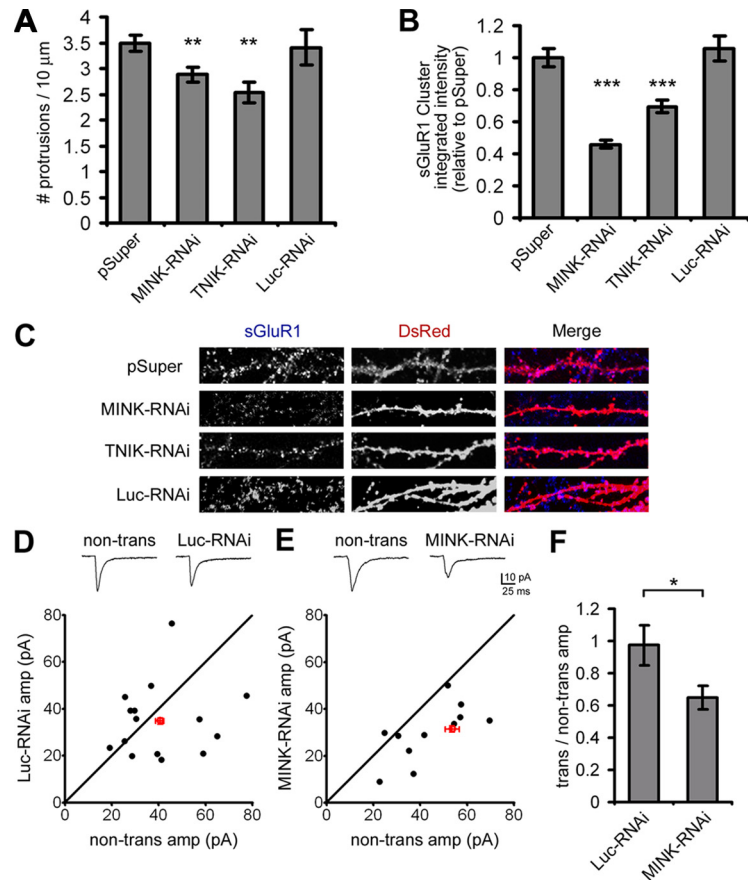 A
# protrusions / 10 µm
4
3.5
3
2.5
2
1.5
1
0.5
0
** **
pSuper
MINK-RNAi
TNIK-RNAi
Luc-RNAi
B
sGluR1 Cluster
integrated intensity
(relative to pSuper)
1.2
1
0.8
0.6
0.4
0.2
0
*** ***
pSuper
MINK-RNAi
TNIK-RNAi
Luc-RNAi
C
sGluR1 DsRed Merge
pSuper
MINK-RNAi
TNIK-RNAi
Luc-RNAi
D
non-trans Luc-RNAi
Luc-RNAi amp (pA)
80
60
40
20
0
0 20 40 60 80
non-trans amp (pA)
E
non-trans MINK-RNAi
10 pA
25 ms
MINK-RNAi amp (pA)
80
60
40
20
0
0 20 40 60 80
non-trans amp (pA)
F
*
trans / non-trans amp
1.2
1
0.8
0.6
0.4
0.2
0
Luc-RNAi
MINK-RNAi